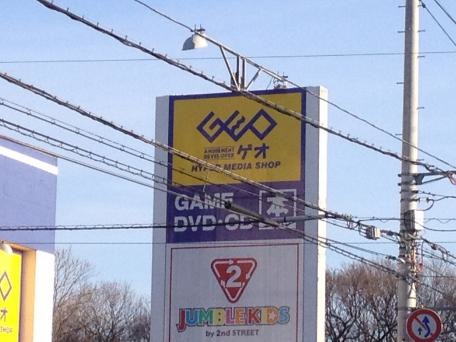 GEO
AMUSEMENT
DEVELOPER ゲオ
HYPER MEDIA SHOP
GAME
DVD・CD 本
2
JUMBLE KIDS
by 2nd STREET